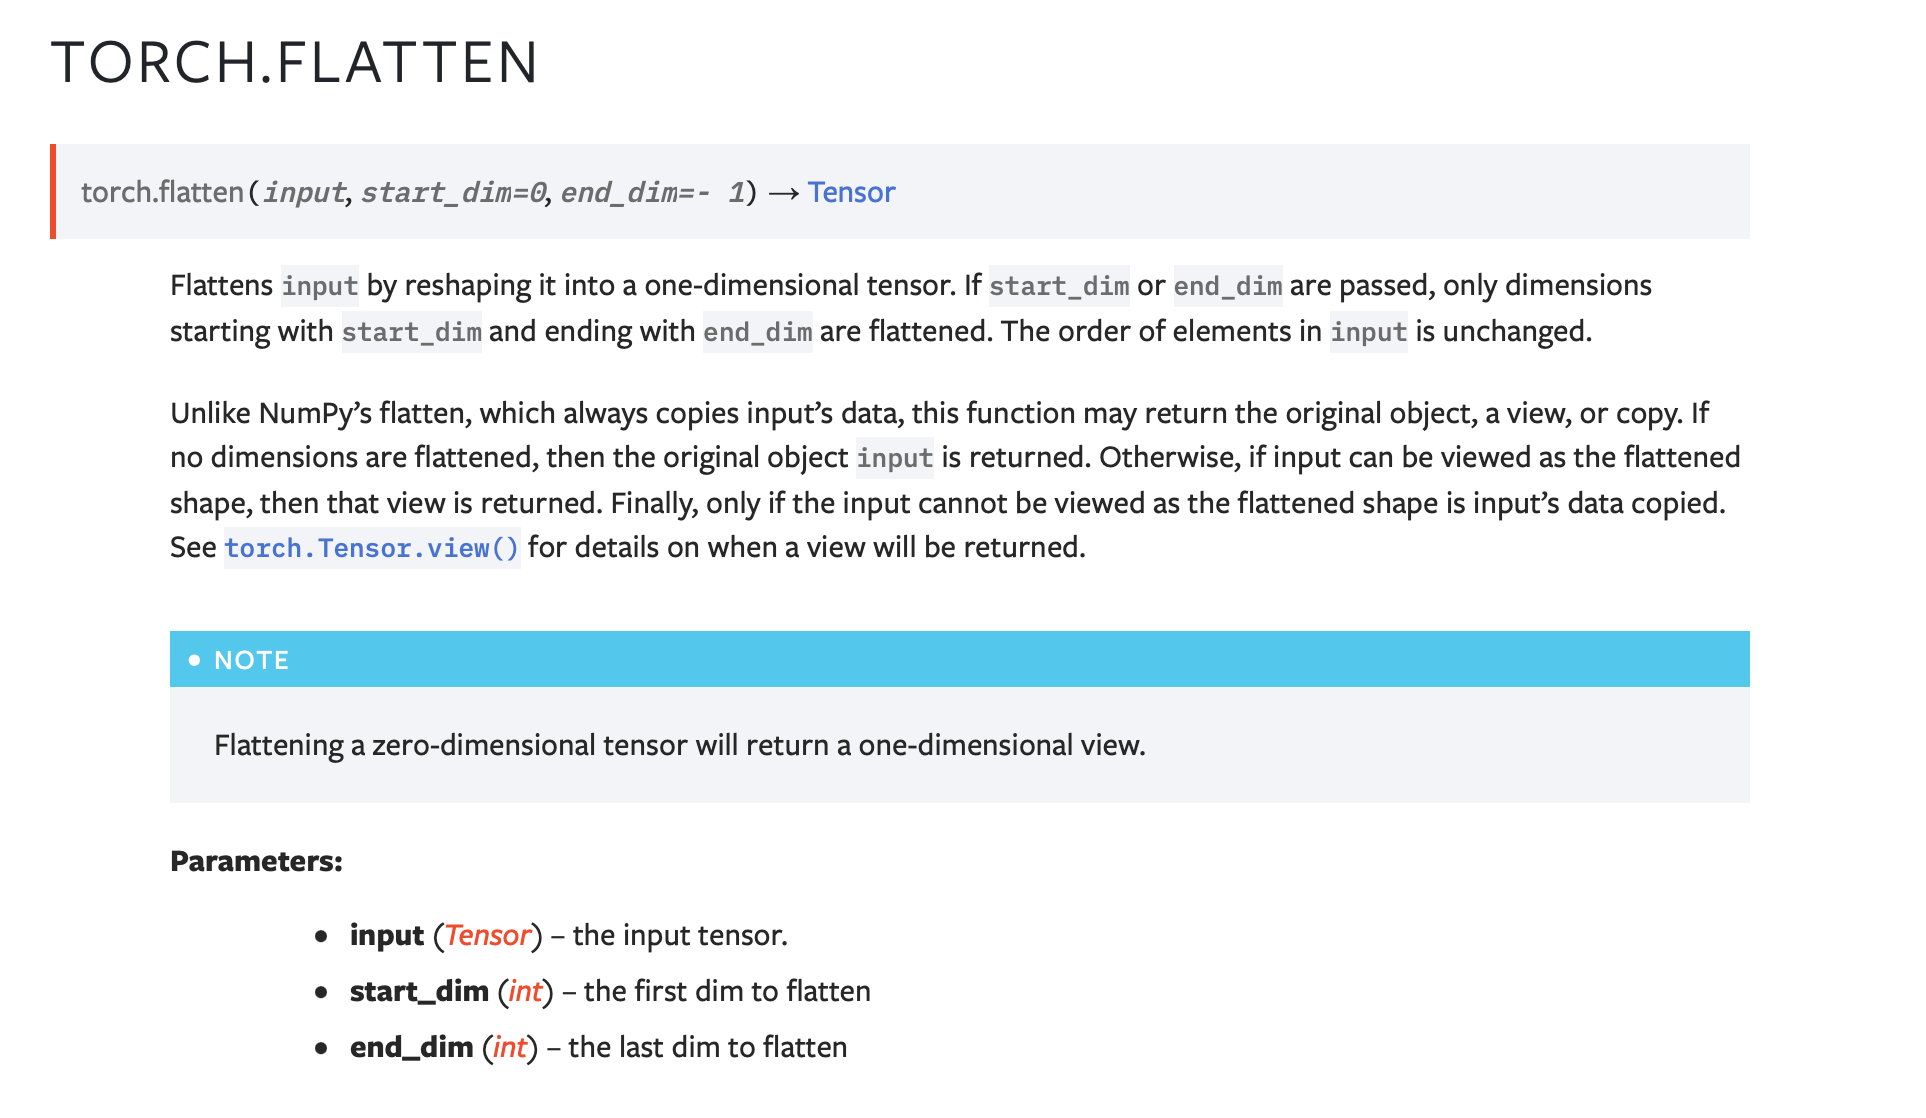 TORCH.FLATTEN
torch.flatten(input, start_dim=0, end_dim=- 1) → Tensor
Flattens input by reshaping it into a one-dimensional tensor. If start_dim or end_dim are passed, only dimensions
starting with start_dim and ending with end_dim are flattened. The order of elements in input is unchanged.
Unlike NumPy’s flatten, which always copies input’s data, this function may return the original object, a view, or copy. If
no dimensions are flattened, then the original object input is returned. Otherwise, if input can be viewed as the flattened
shape, then that view is returned. Finally, only if the input cannot be viewed as the flattened shape is input’s data copied.
See torch.Tensor.view() for details on when a view will be returned.
• NOTE
Flattening a zero-dimensional tensor will return a one-dimensional view.
Parameters:
• input (Tensor) – the input tensor.
• start_dim (int) – the first dim to flatten
• end_dim (int) – the last dim to flatten